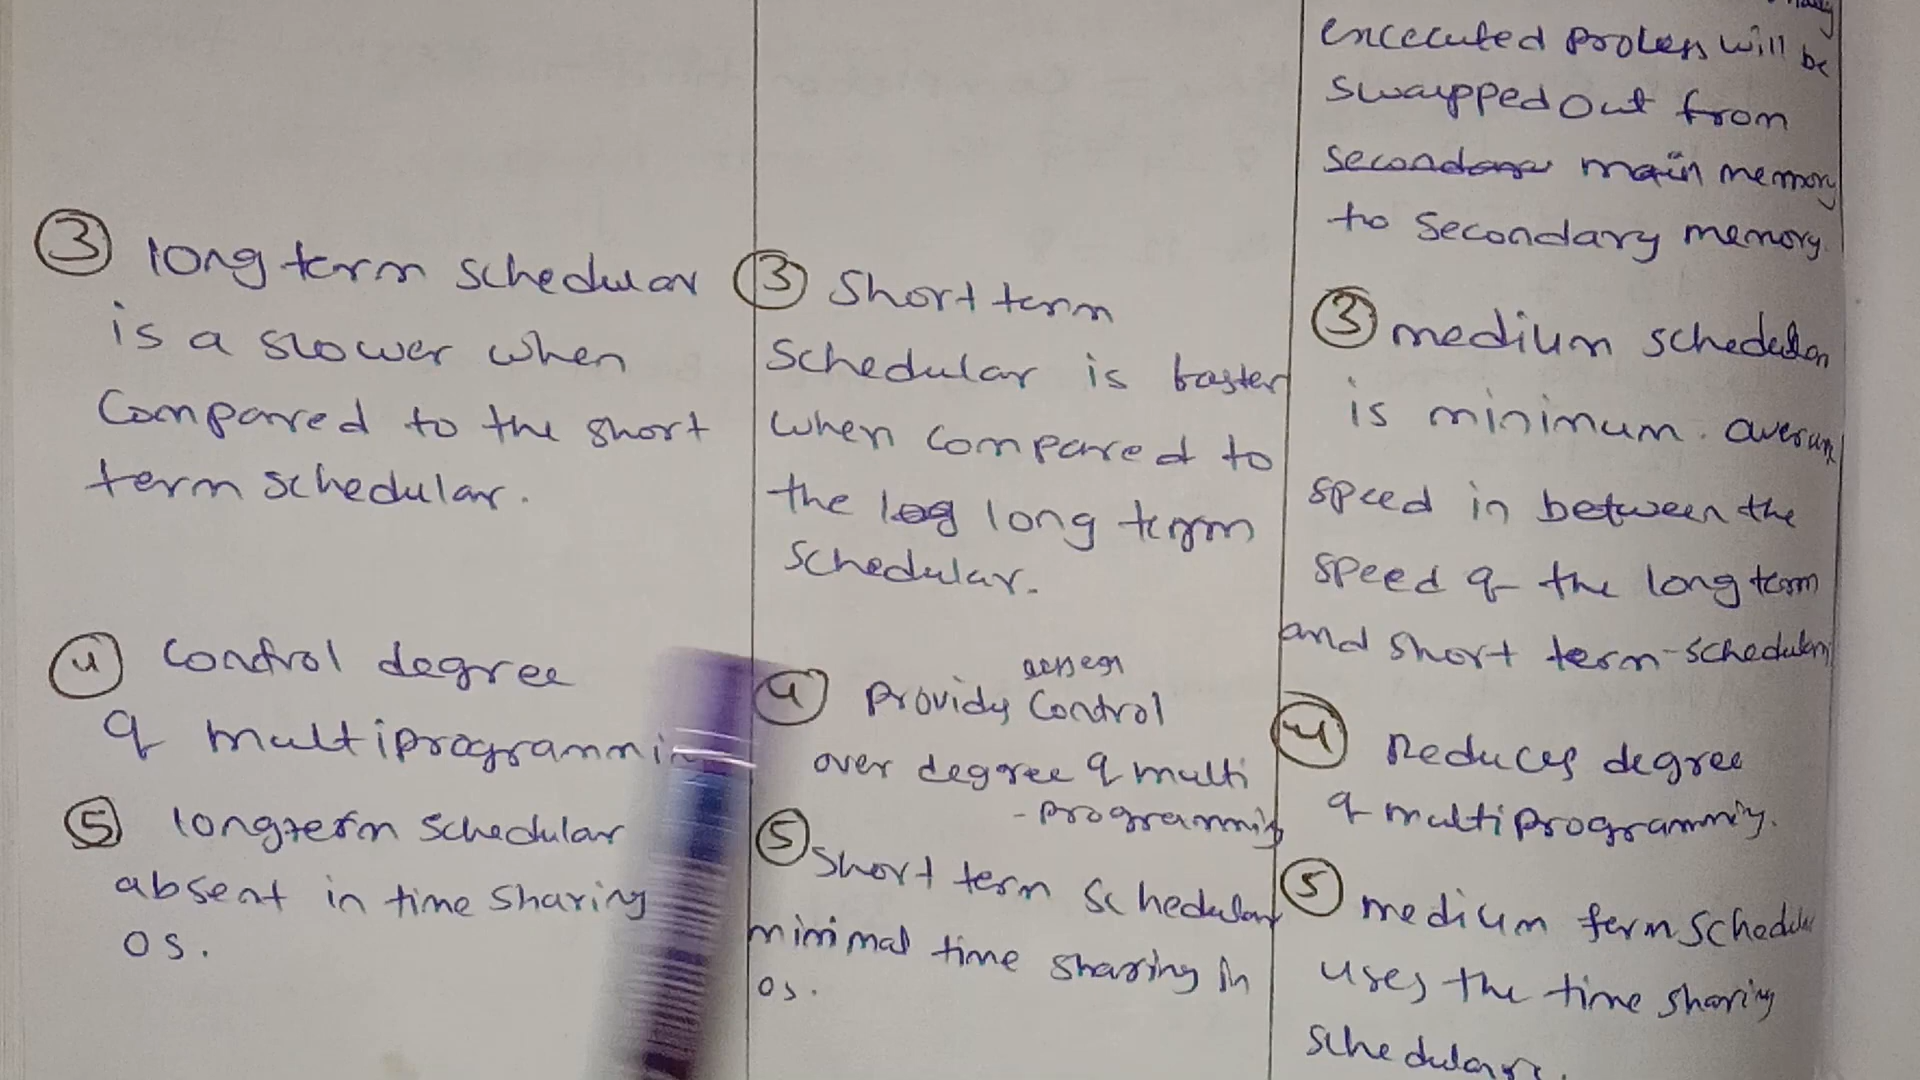 ③ long term schedular
is a slower when
Compared to the short
term schedular.
④ Control degree
of multiprogrammin
⑤ longterm schedular
absent in time sharing
OS.
③ Short term
Schedular is faster
when compared to
the long term
schedular.
④ Provides lesser Control
over degree of multi
-programming
⑤ Short term schedular
minimal time sharing in
OS.
excecuted process will be
swapped out from
main memory
to secondary memory.
③ medium schedular
is minimum. average
speed in between the
speed of the long term
and short term-schedular
④ Reduces degree
of multiprogramming.
⑤ medium term Schedular
uses the time sharing
schedulars.